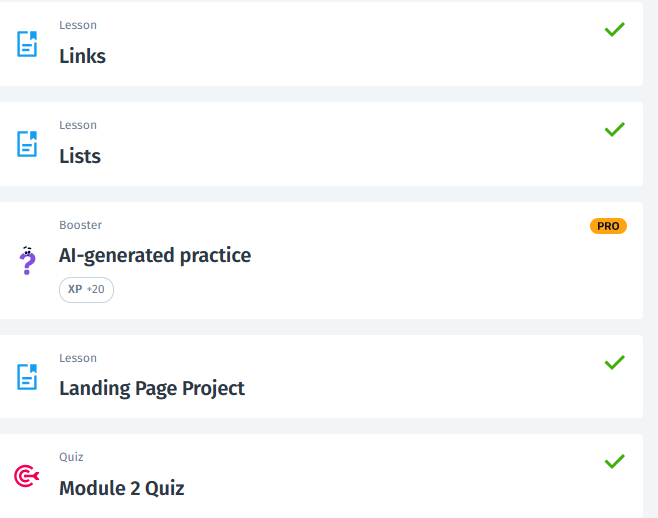 Lesson
Links
Lesson
Lists
Booster
PRO
AI-generated practice
XP +20
Lesson
Landing Page Project
Quiz
Module 2 Quiz